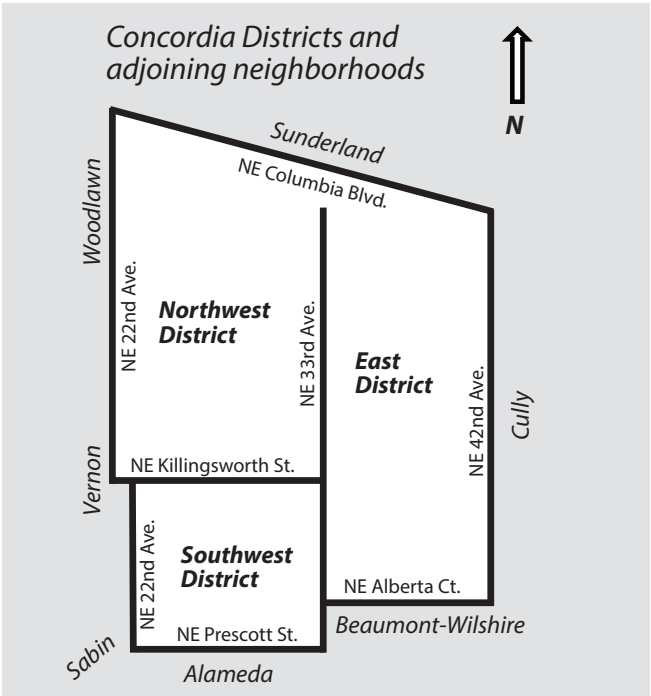 Concordia Districts and
adjoining neighborhoods
N
Sunderland
NE Columbia Blvd.
Woodlawn
NE 22nd Ave.
Northwest
District
NE 33rd Ave.
East
District
NE 42nd Ave.
Cully
Vernon
NE Killingsworth St.
NE 22nd Ave.
Southwest
District
NE Alberta Ct.
NE Prescott St.
Beaumont-Wilshire
Sabin
Alameda